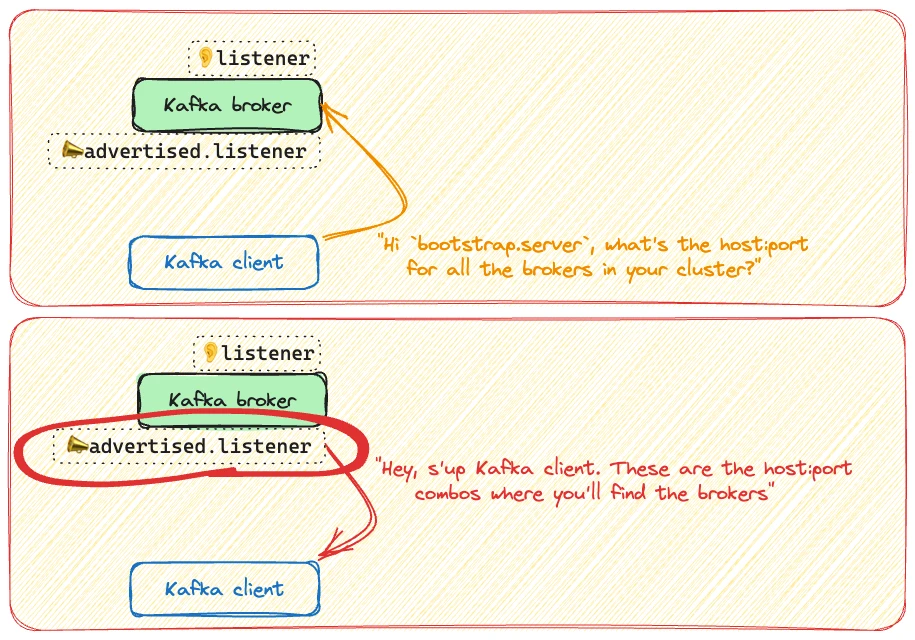 listener
Kafka broker
advertised.listener
Kafka client
"Hi `bootstrap.server`, what's the host:port
for all the brokers in your cluster?"
listener
Kafka broker
advertised.listener
"Hey, s'up Kafka client. These are the host:port
combos where you'll find the brokers"
Kafka client